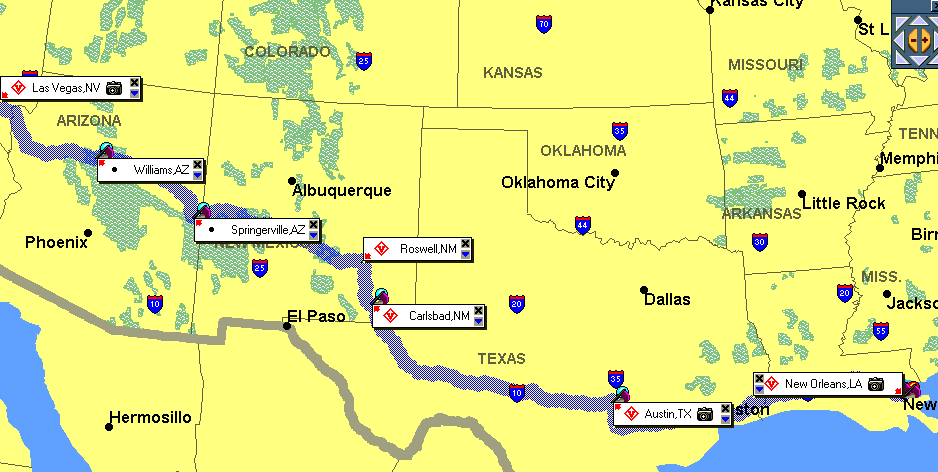 Kansas City
70
St L
COLORADO
25
KANSAS
MISSOURI
Las Vegas,NV
44
ARIZONA
35
TENN
OKLAHOMA
Memphi
Williams,AZ
Albuquerque
Oklahoma City
Little Rock
ARKANSAS
Springerville,AZ
44
Phoenix
NEW MEXICO
Roswell,NM
30
Birr
25
MISS.
10
20
Dallas
20
Jackso
El Paso
Carlsbad,NM
55
TEXAS
35
10
New Orleans,LA
Hermosillo
Austin,TX
ston
New